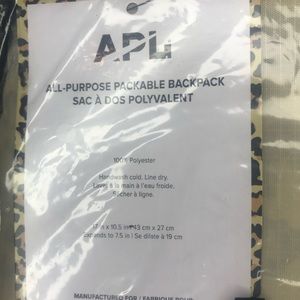 APL
ALL-PURPOSE PACKABLE BACKPACK
SAC À DOS POLYVALENT
100% Polyester
Handwash cold. Line dry.
Lavez à la main à l'eau froide.
Sécher à ligne.
17 in x 10.5 in 43 cm x 27 cm
Expands to 7.5 in / Se dilate à 19 cm
MANUFACTURED FOR / FABRIQUÉ POUR